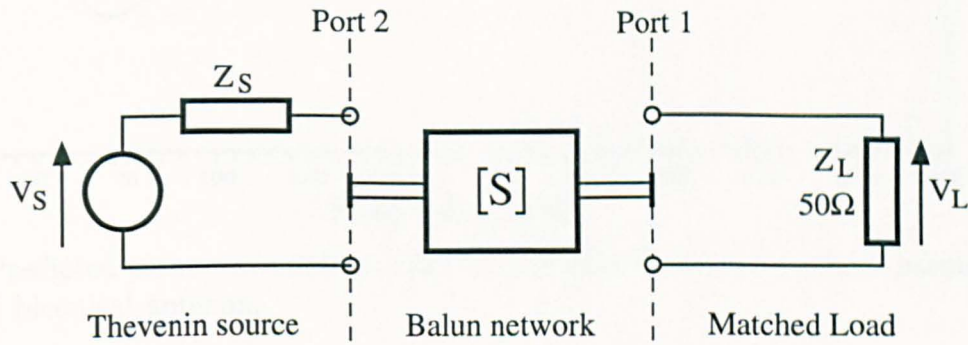 Port 2
Port 1
Z_S
V_S
[S]
Z_L
50Ω
V_L
Thevenin source
Balun network
Matched Load